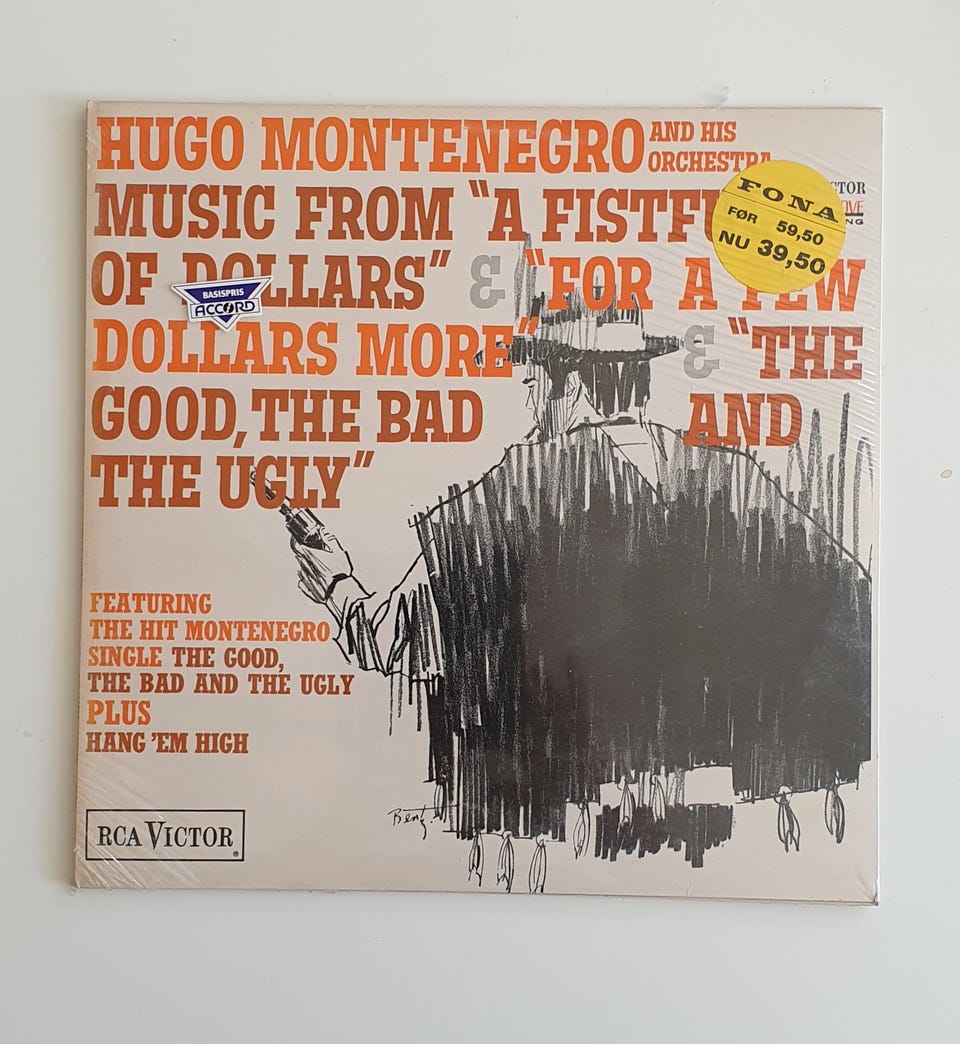 HUGO MONTENEGRO AND HIS
ORCHESTRA
MUSIC FROM "A FISTF
OF DOLLARS" & "FOR A FEW
DOLLARS MORE" & "THE
GOOD, THE BAD AND
THE UGLY"
FONA
FØR 59,50
NU 39,50
BASISPRIS
ACCORD
FEATURING
THE HIT MONTENEGRO
SINGLE THE GOOD,
THE BAD AND THE UGLY
PLUS
HANG 'EM HIGH
RCA VICTOR